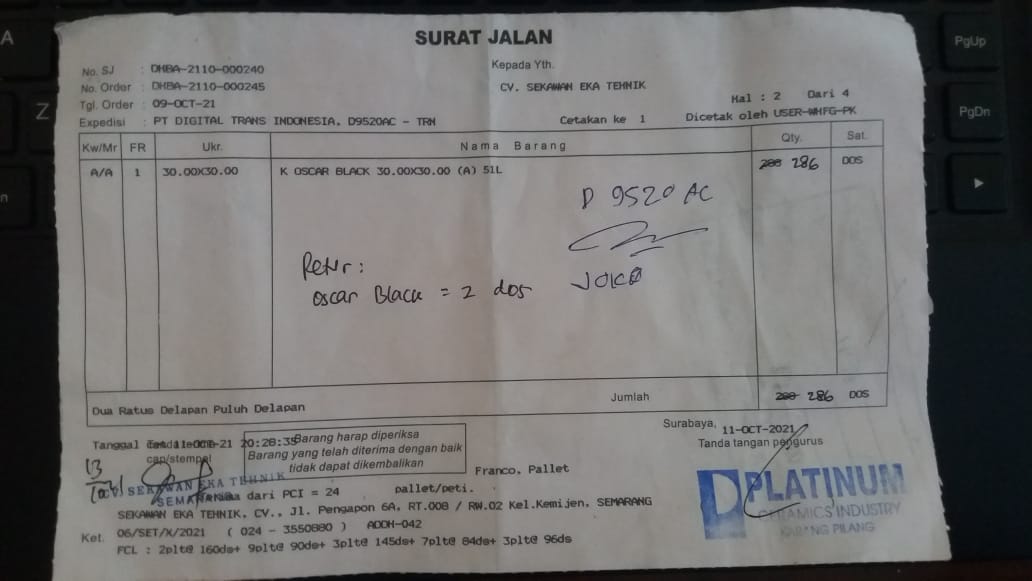 SURAT JALAN
No. SJ : DHBA-2110-000240
Kepada Yth.
No. Order : DHBA-2110-000245
CV. SEKAWAN EKA TEHNIK
Tgl. Order : 09-OCT-21
Hal : 2 Dari 4
Expedisi : PT DIGITAL TRANS INDONESIA, D9520AC - TRN
Cetakan ke 1
Dicetak oleh USER-WHFG-PK
Kw/Mr FR Ukr. Nama Barang Qty. Sat.
A/A 1 30.00X30.00 K OSCAR BLACK 30.00X30.00 (A) 51L 288 286 DOS
D 9520 AC
Retur:
JOKO
Oscar Black = 2 dos
Dua Ratus Delapan Puluh Delapan
Jumlah 288 286 DOS
Surabaya, 11-OCT-2021
Tanggal 20:28:35
Tanda tangan pengurus
cap/stempel
Barang harap diperiksa
Barang yang telah diterima dengan baik
tidak dapat dikembalikan
Franco, Pallet
13
CV. SEKAWAN EKA TEHNIK
SEMARANG
dari PCI = 24 pallet/peti.
PLATINUM
CERAMICS INDUSTRY
KARANG PILANG
SEKAWAN EKA TEHNIK, CV., Jl. Pengapon 6A, RT.008 / RW.02 Kel.Kemijen, SEMARANG
Ket. 06/SET/X/2021 ( 024 - 3550880 ) ADDN-042
FCL : 2plt@ 160ds+ 9plt@ 90ds+ 3plt@ 145ds+ 7plt@ 84ds+ 3plt@ 96ds
A
Z
n
PgUp
PgDn